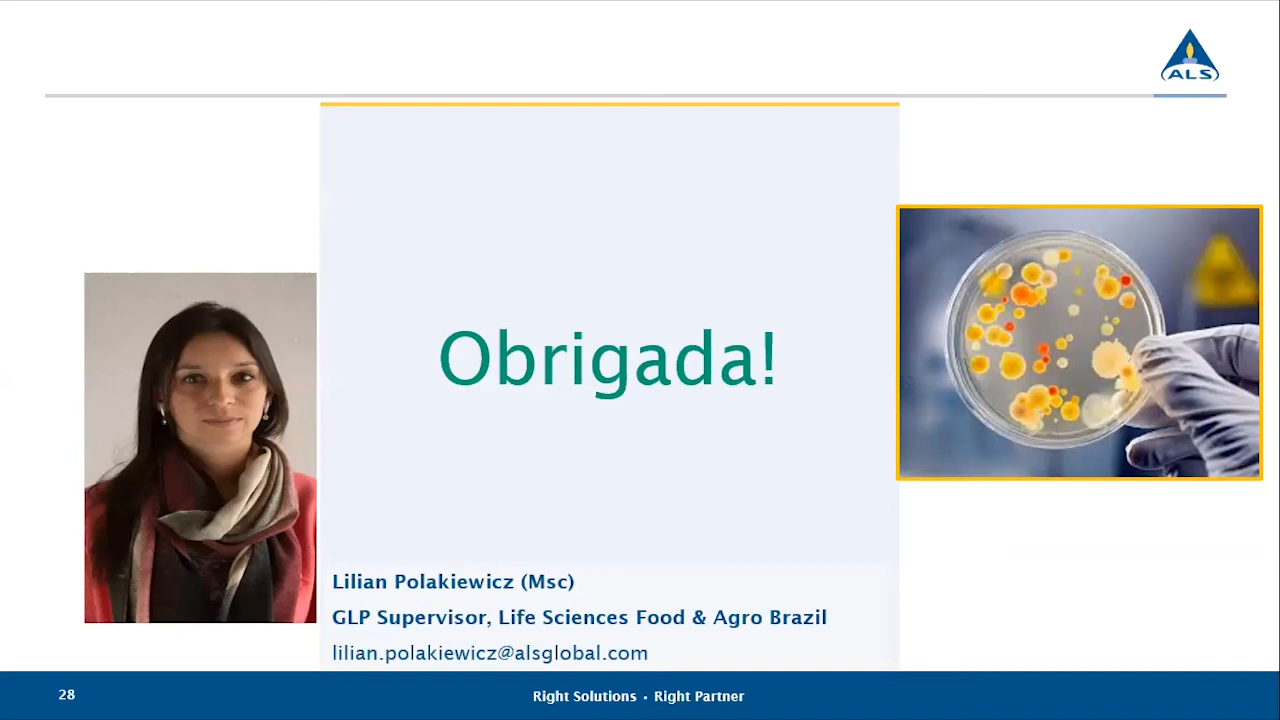 ALS
Obrigada!
Lilian Polakiewicz (Msc)
GLP Supervisor, Life Sciences Food & Agro Brazil
lilian.polakiewicz@alsglobal.com
28
Right Solutions • Right Partner